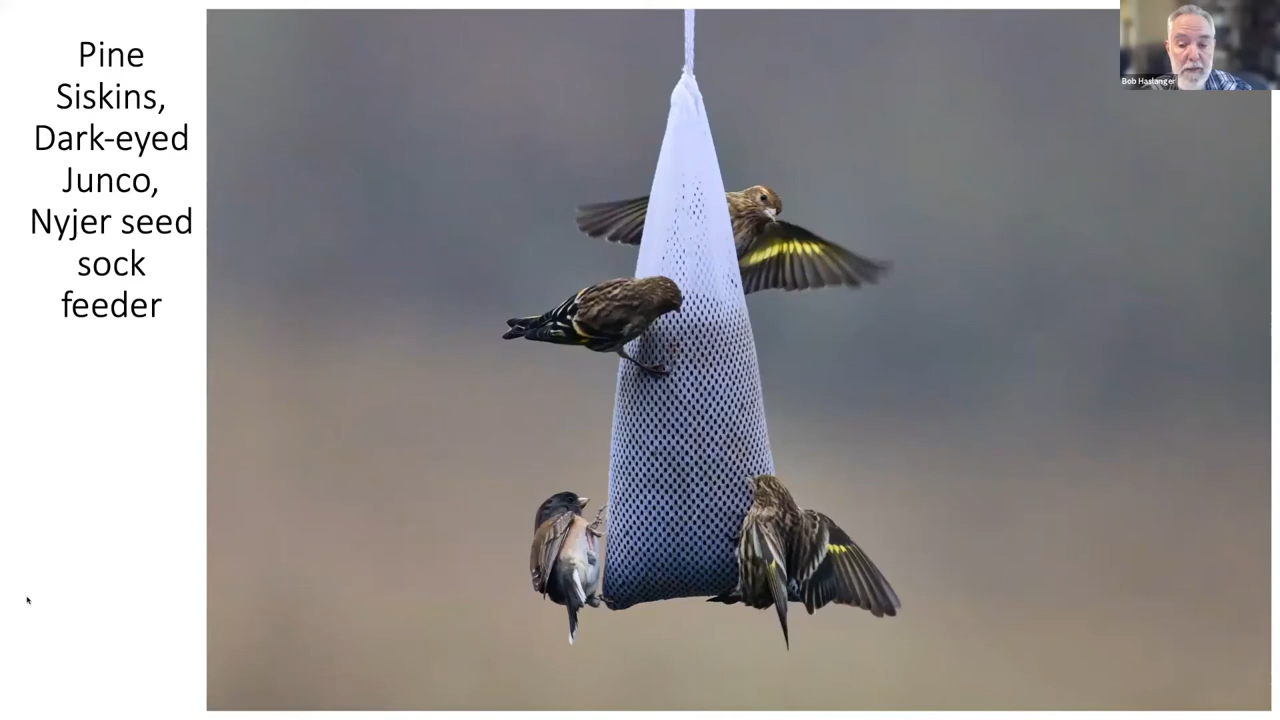 Pine
Siskins,
Dark-eyed
Junco,
Nyjer seed
sock
feeder
Bob Haslanger